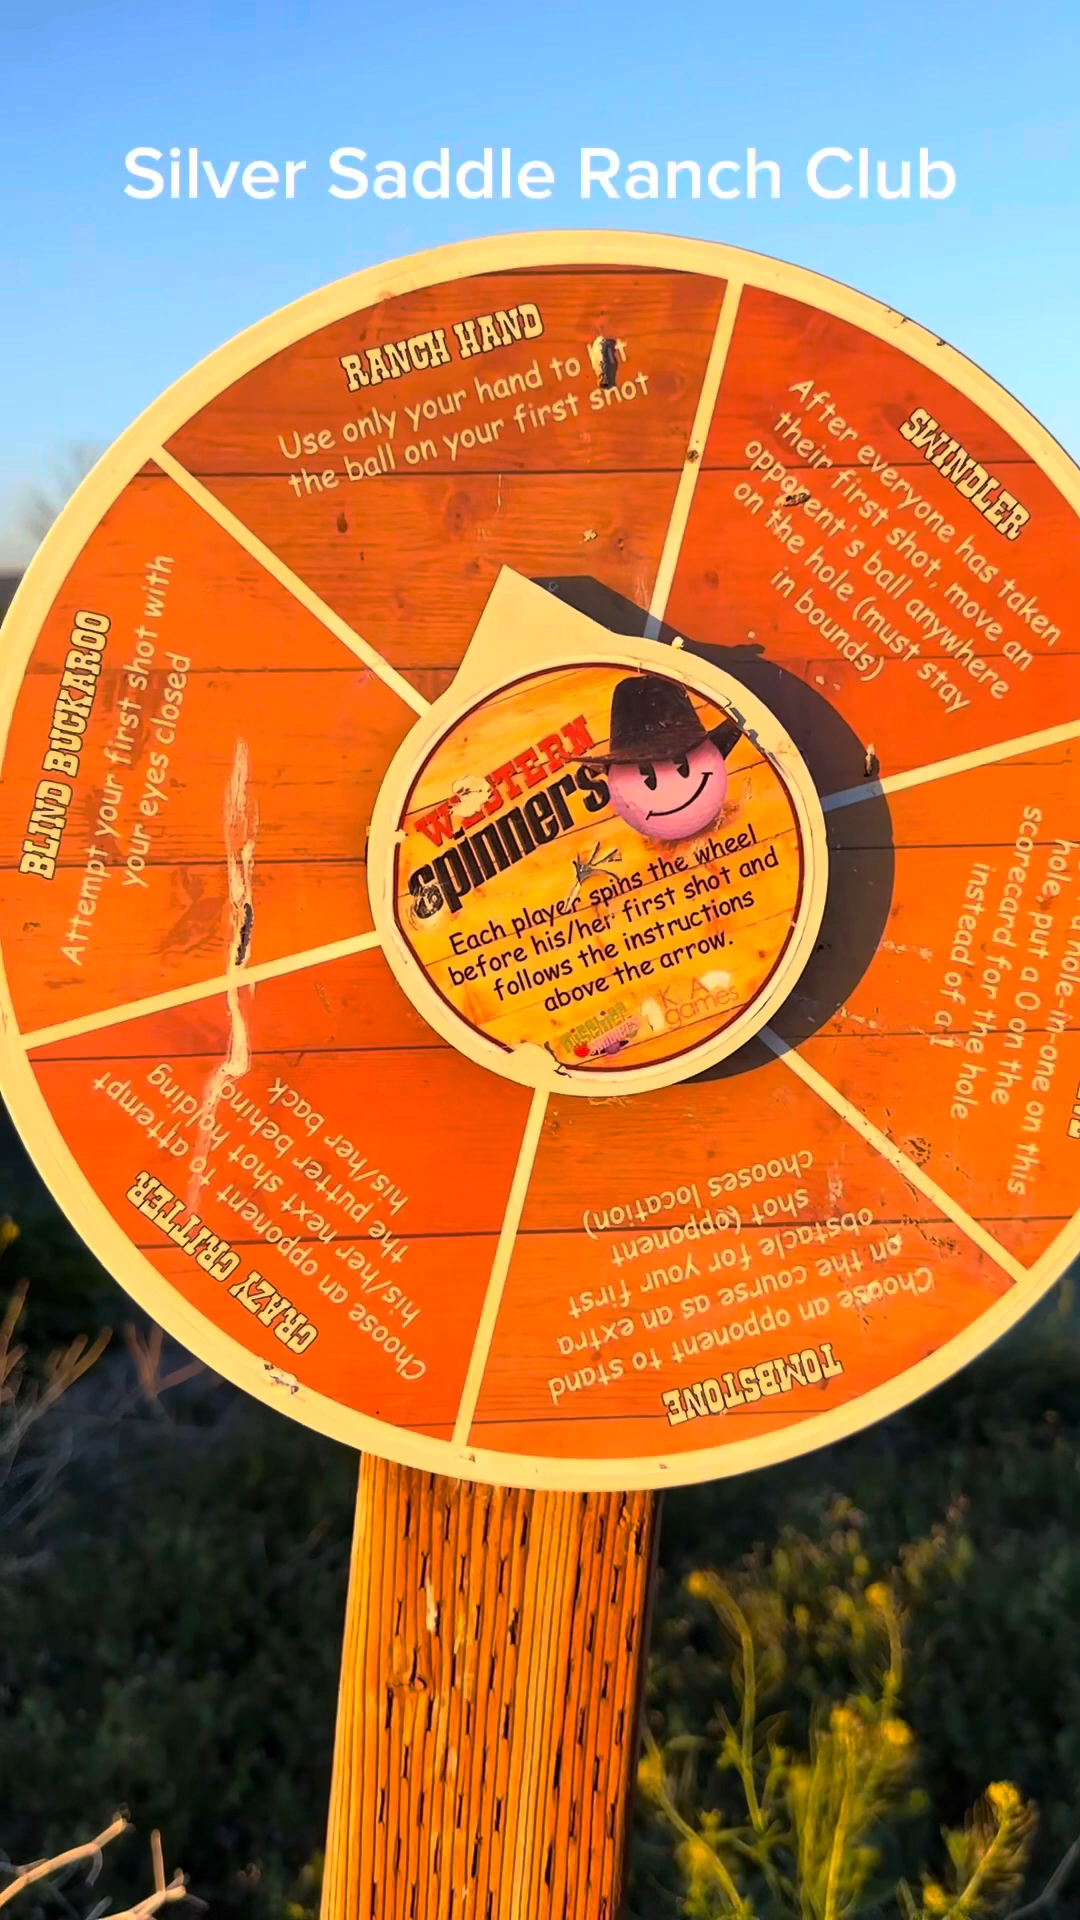 Silver Saddle Ranch Club
RANCH HAND
Use only your hand to
the ball on your first shot
SWINDLER
After everyone has taken
their first shot, move an
opponent's ball anywhere
on the hole (must stay
in bounds)
hole-in-one on this
hole, put a 0 on the
scorecard for the hole
instead of a 1
TOMBSTONE
Choose an opponent to stand
on the course as an extra
obstacle for your first
shot (opponent
chooses location)
CRAZY CRITTER
Choose an opponent to attempt
his/her next shot holding
the putter behind
his/her back
BLIND BUCKAROO
Attempt your first shot with
your eyes closed
WESTERN
spinners
Each player spins the wheel
before his/her first shot and
follows the instructions
above the arrow.
games